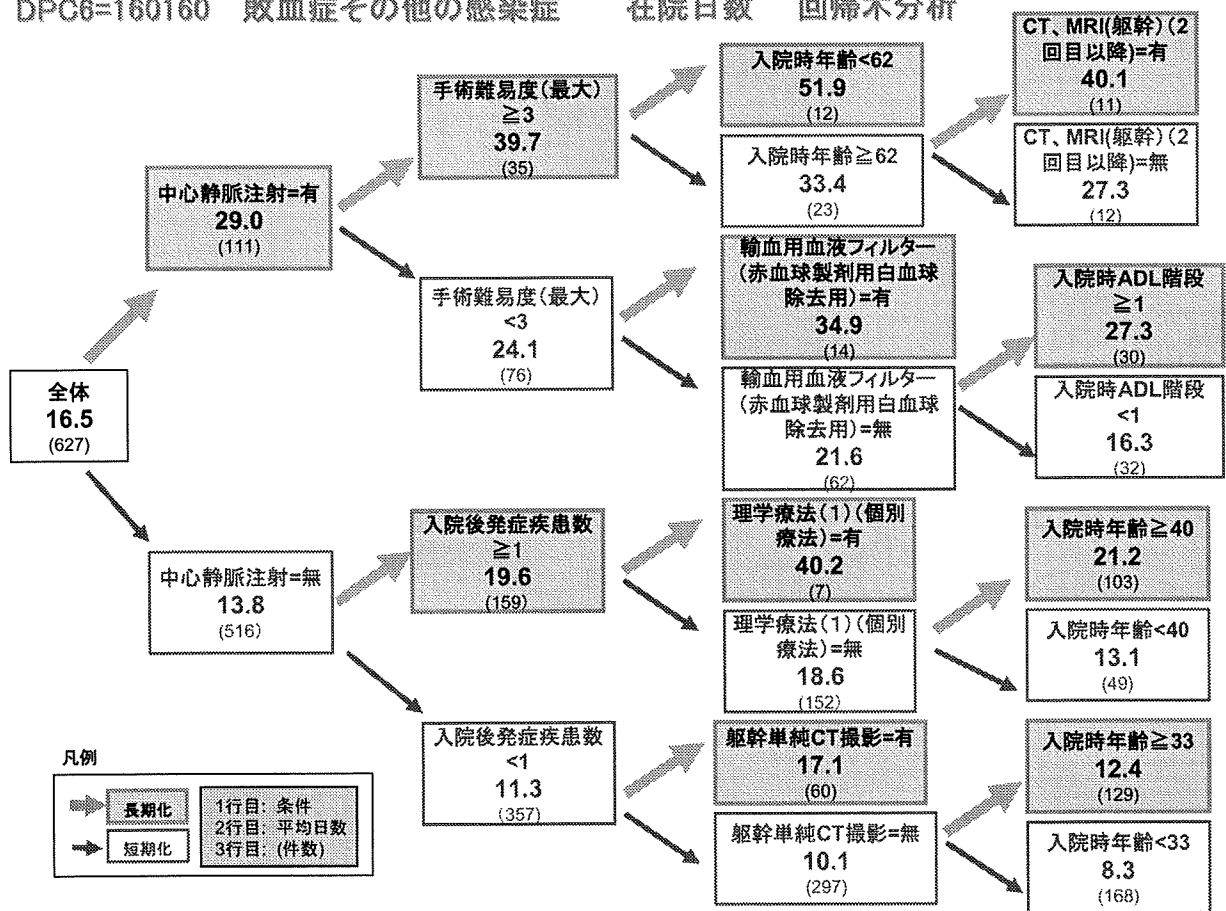 DPC6=160160 敗血症その他の感染症 在院日数 回帰木分析
全体
16.5
(627)
中心静脈注射=有
29.0
(111)
中心静脈注射=無
13.8
(516)
手術難易度(最大)
≧3
39.7
(35)
手術難易度(最大)
<3
24.1
(76)
入院後発症疾患数
≧1
19.6
(159)
入院後発症疾患数
<1
11.3
(357)
入院時年齢<62
51.9
(12)
入院時年齢≧62
33.4
(23)
輸血用血液フィルター
(赤血球製剤用白血球
除去用)=有
34.9
(14)
輸血用血液フィルター
(赤血球製剤用白血球
除去用)=無
21.6
(62)
理学療法(1)(個別
療法)=有
40.2
(7)
理学療法(1)(個別
療法)=無
18.6
(152)
躯幹単純CT撮影=有
17.1
(60)
躯幹単純CT撮影=無
10.1
(297)
CT、MRI(躯幹)(2
回目以降)=有
40.1
(11)
CT、MRI(躯幹)(2
回目以降)=無
27.3
(12)
入院時ADL階段
≧1
27.3
(30)
入院時ADL階段
<1
16.3
(32)
入院時年齢≧40
21.2
(103)
入院時年齢<40
13.1
(49)
入院時年齢≧33
12.4
(129)
入院時年齢<33
8.3
(168)
凡例
長期化
短期化
1行目: 条件
2行目: 平均日数
3行目: (件数)